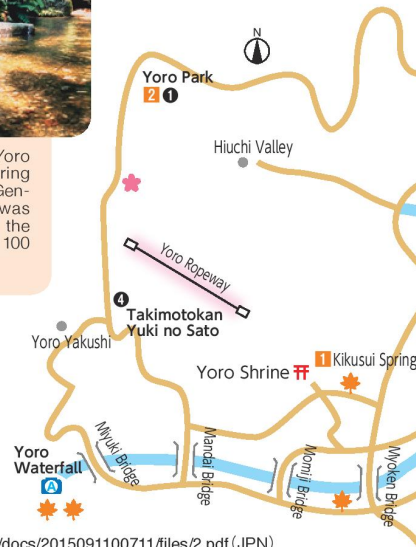 N
Yoro Park
2 1
Hiuchi Valley
Yoro
ring
Gen-
was
the
100
Yoro Ropeway
4
Takimotokan
Yuki no Sato
Yoro Yakushi
1 Kikusui Spring
Yoro Shrine
Miyuki Bridge
Mandai Bridge
Momiji Bridge
Myoken Bridge
Yoro
Waterfall
A
/docs/2015091100711/files/2.pdf(JPN)